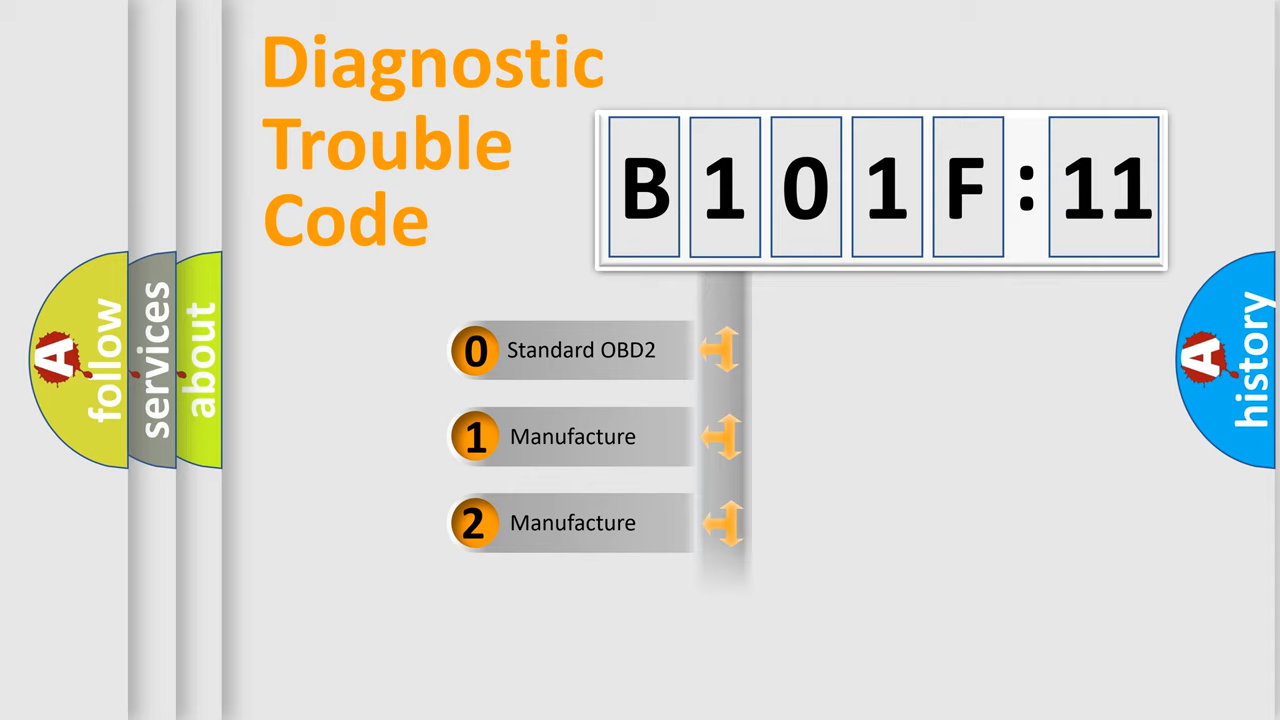 Diagnostic
Trouble
Code
B 1 0 1 F : 11
0 Standard OBD2
1 Manufacture
2 Manufacture
A follow
services
about
A history